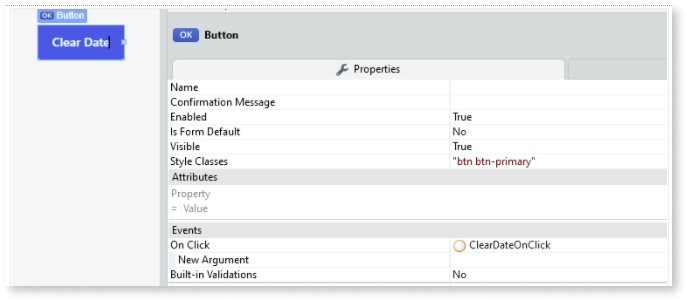 OK Button
Clear Date
OK Button
Properties
Name
Confirmation Message
Enabled True
Is Form Default No
Visible True
Style Classes "btn btn-primary"
Attributes
Property
= Value
Events
On Click ClearDateOnClick
New Argument
Built-in Validations No